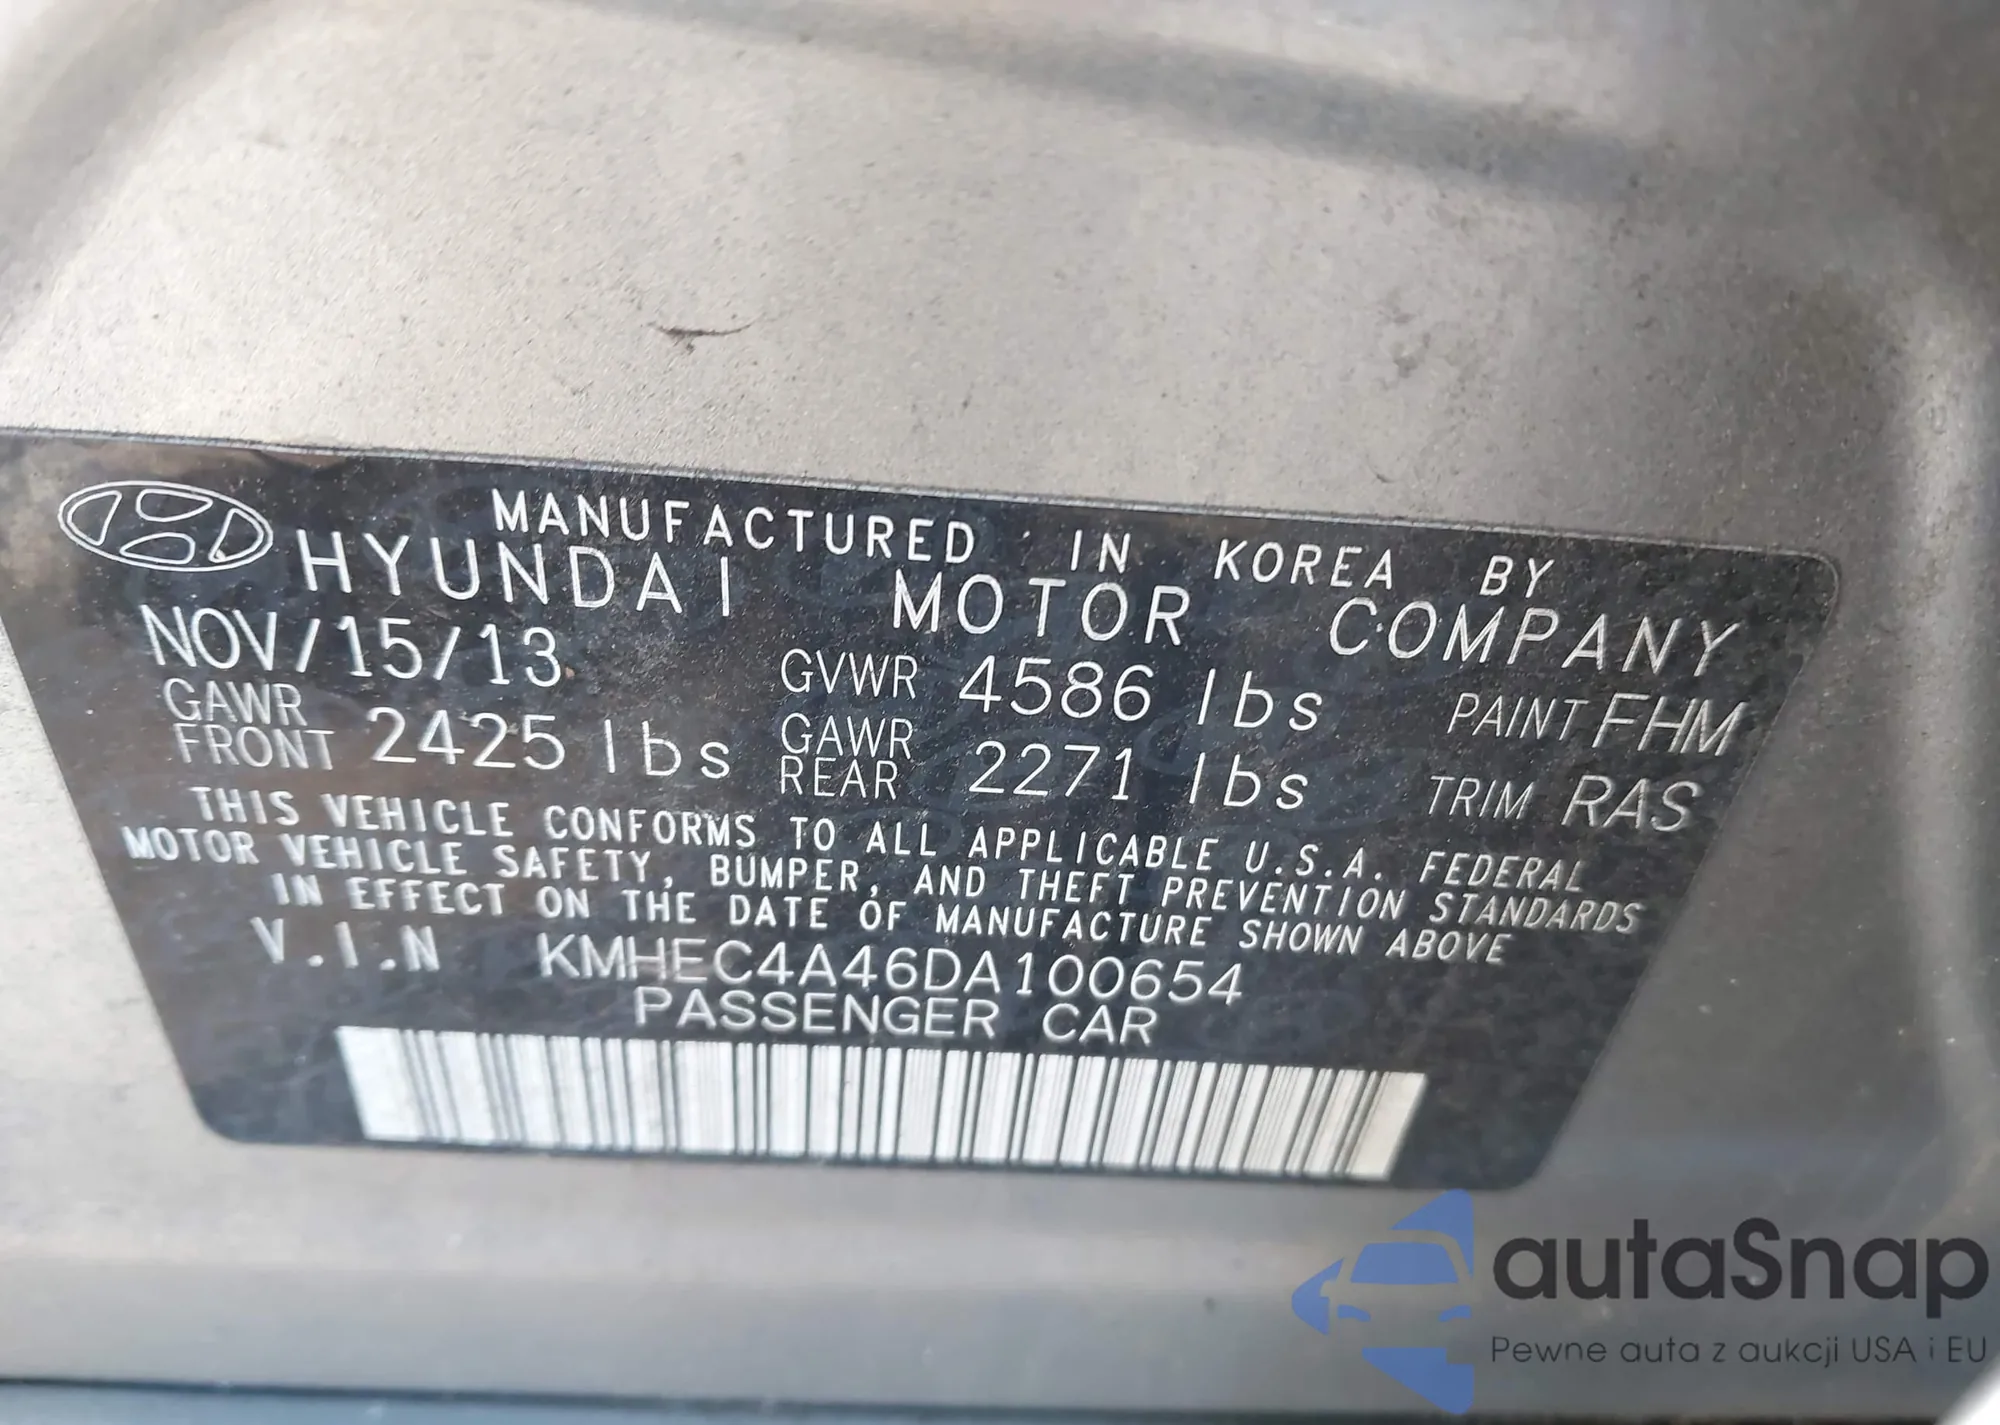 MANUFACTURED IN KOREA BY
HYUNDAI MOTOR COMPANY
NOV/15/13 GVWR 4586 lbs PAINT FHM
GAWR FRONT 2425 lbs GAWR REAR 2271 lbs TRIM RAS
THIS VEHICLE CONFORMS TO ALL APPLICABLE U.S.A. FEDERAL
MOTOR VEHICLE SAFETY, BUMPER, AND THEFT PREVENTION STANDARDS
IN EFFECT ON THE DATE OF MANUFACTURE SHOWN ABOVE
V.I.N KMHEC4A46DA100654
PASSENGER CAR
autaSnap
Pewne auta z aukcji USA i EU